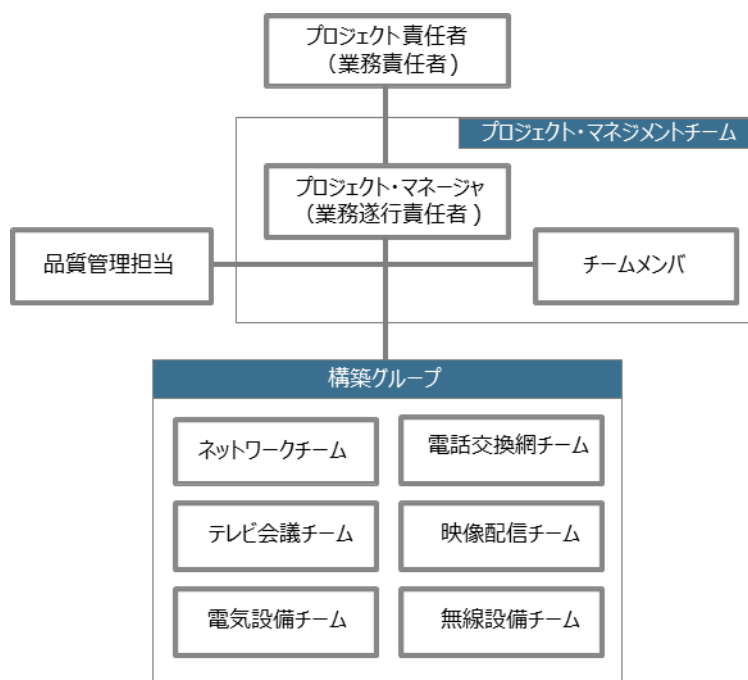 プロジェクト責任者
(業務責任者)
プロジェクト・マネジメントチーム
プロジェクト・マネージャ
(業務遂行責任者)
品質管理担当
チームメンバ
構築グループ
ネットワークチーム
電話交換網チーム
テレビ会議チーム
映像配信チーム
電気設備チーム
無線設備チーム